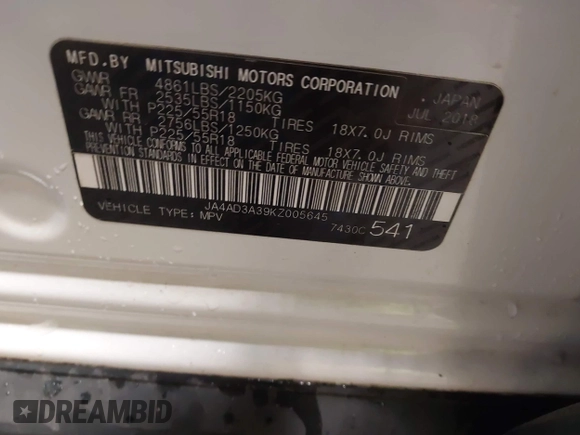 MFD.BY MITSUBISHI MOTORS CORPORATION
GVWR 4861LBS/2205KG
GAWR FR 2535LBS/1150KG
WITH P225/55R18 TIRES 18X7.0J RIMS
GAWR RR 2756LBS/1250KG
WITH P225/55R18 TIRES 18X7.0J RIMS
. JAPAN
JUL 2018
THIS VEHICLE CONFORMS TO ALL APPLICABLE FEDERAL MOTOR VEHICLE SAFETY AND THEFT
PREVENTION STANDARDS IN EFFECT ON THE DATE OF MANUFACTURE SHOWN ABOVE.
JA4AD3A39KZ005645
VEHICLE TYPE: MPV
7430C 541
DREAMBID